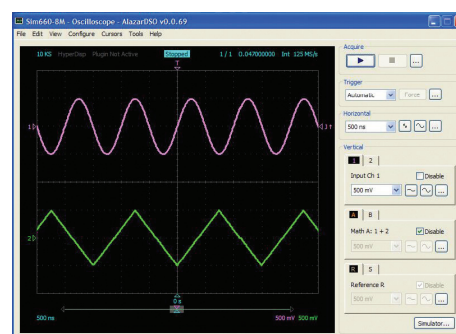 Sim660-8M - Oscilloscope - AlazarDSO v0.0.69
File Edit View Configure Cursors Tools Help
10 KS HyperDisp Plugin Not Active Stopped 1 / 1 0.047000000 Int 125 MS/s
T
1
2
0 s
500 ns 500 mV 500 mV
Acquire
...
Trigger
Automatic Force ...
Horizontal
500 ns ...
Vertical
1 2
Input Ch 1 Disable
500 mV ...
A B
Math A: 1 + 2 Disable
500 mV ...
R S
Reference R Disable
500 mV ...
Simulator...